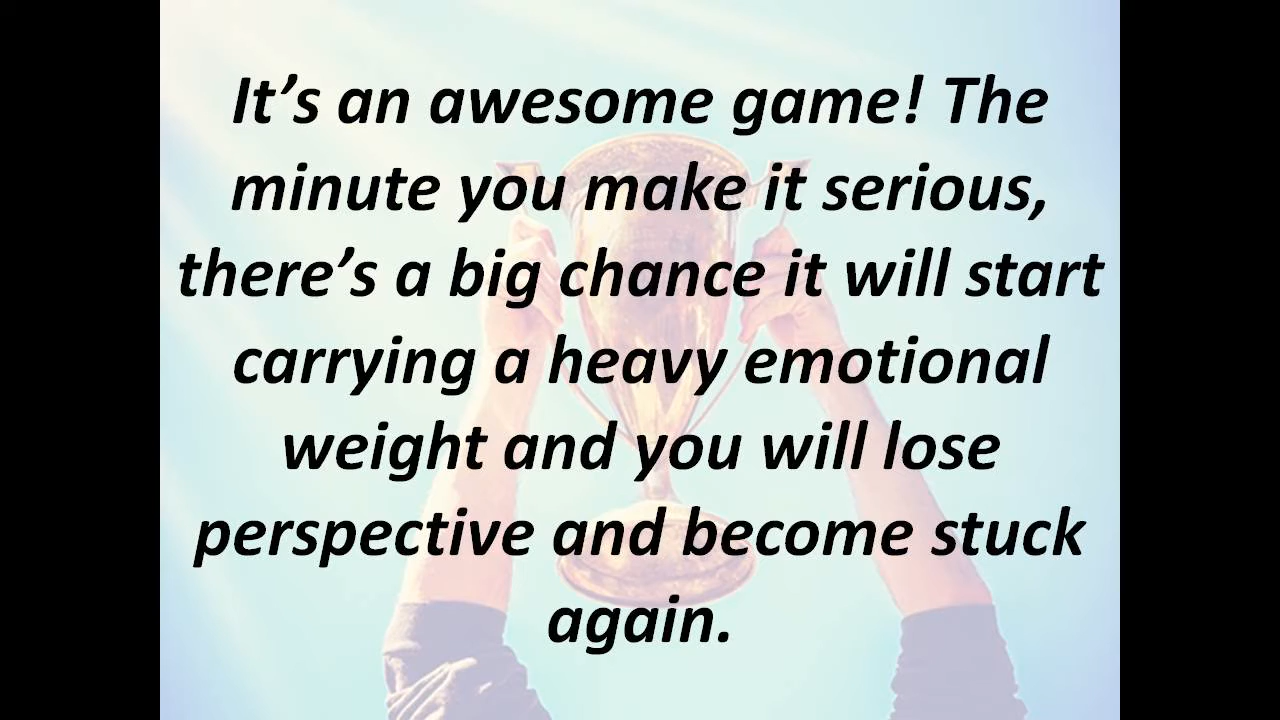 It’s an awesome game! The
minute you make it serious,
there’s a big chance it will start
carrying a heavy emotional
weight and you will lose
perspective and become stuck
again.